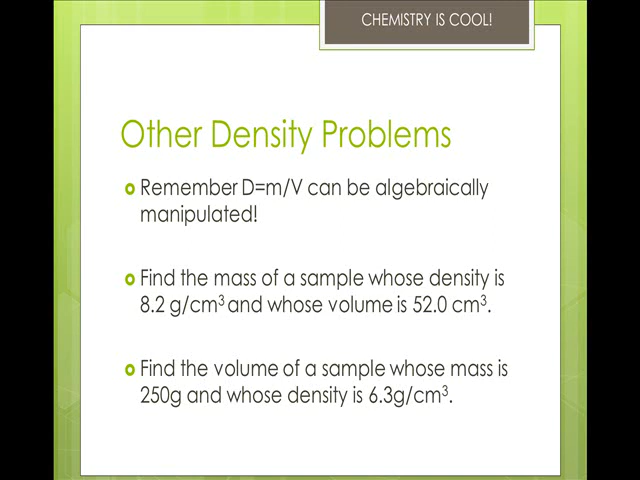 CHEMISTRY IS COOL!
Other Density Problems
Remember D=m/V can be algebraically
manipulated!
Find the mass of a sample whose density is
8.2 g/cm³ and whose volume is 52.0 cm³.
Find the volume of a sample whose mass is
250g and whose density is 6.3g/cm³.